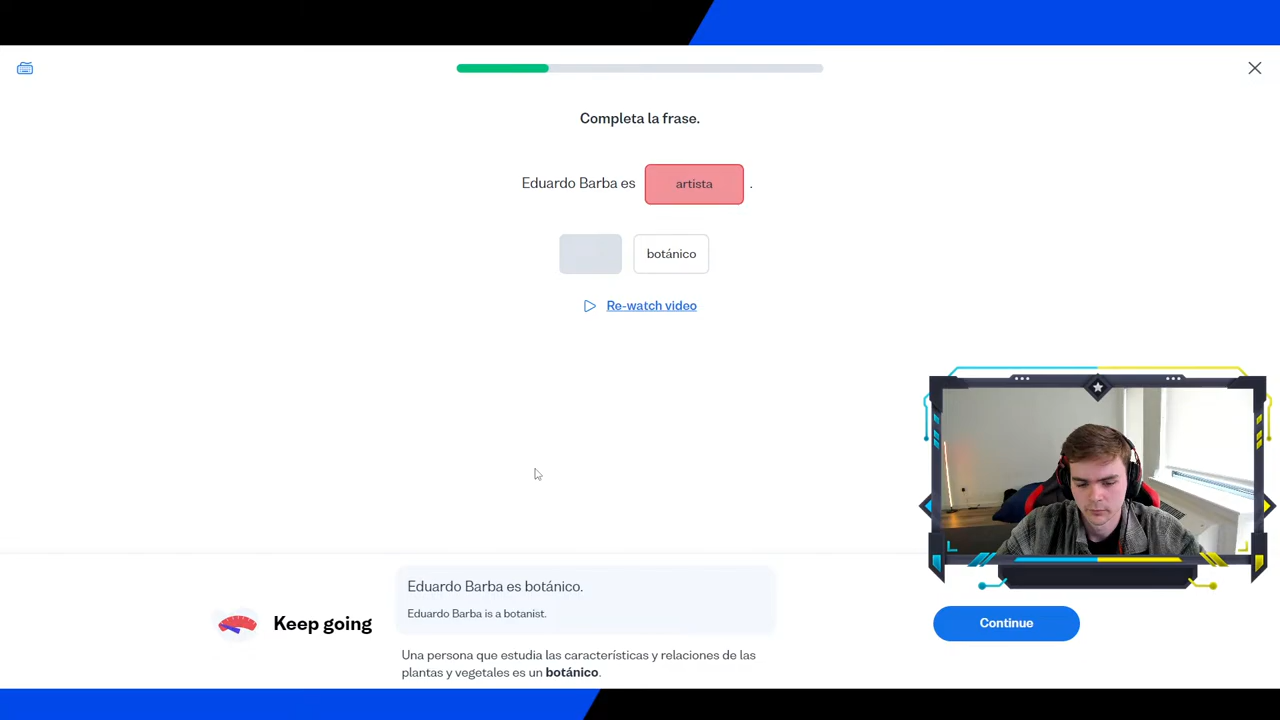 Completa la frase.
Eduardo Barba es artista .
botánico
Re-watch video
Keep going
Eduardo Barba es botánico.
Eduardo Barba is a botanist.
Una persona que estudia las características y relaciones de las
plantas y vegetales es un botánico.
Continue